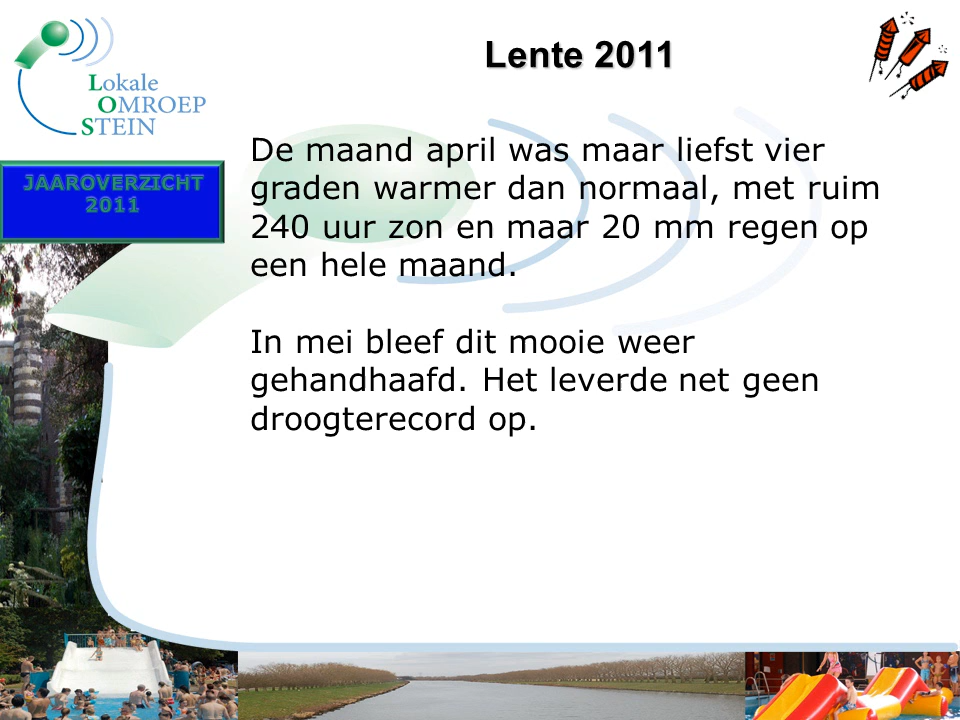 Lokale
OMROEP
STEIN
Lente 2011
JAAROVERZICHT
2011
De maand april was maar liefst vier
graden warmer dan normaal, met ruim
240 uur zon en maar 20 mm regen op
een hele maand.
In mei bleef dit mooie weer
gehandhaafd. Het leverde net geen
droogterecord op.